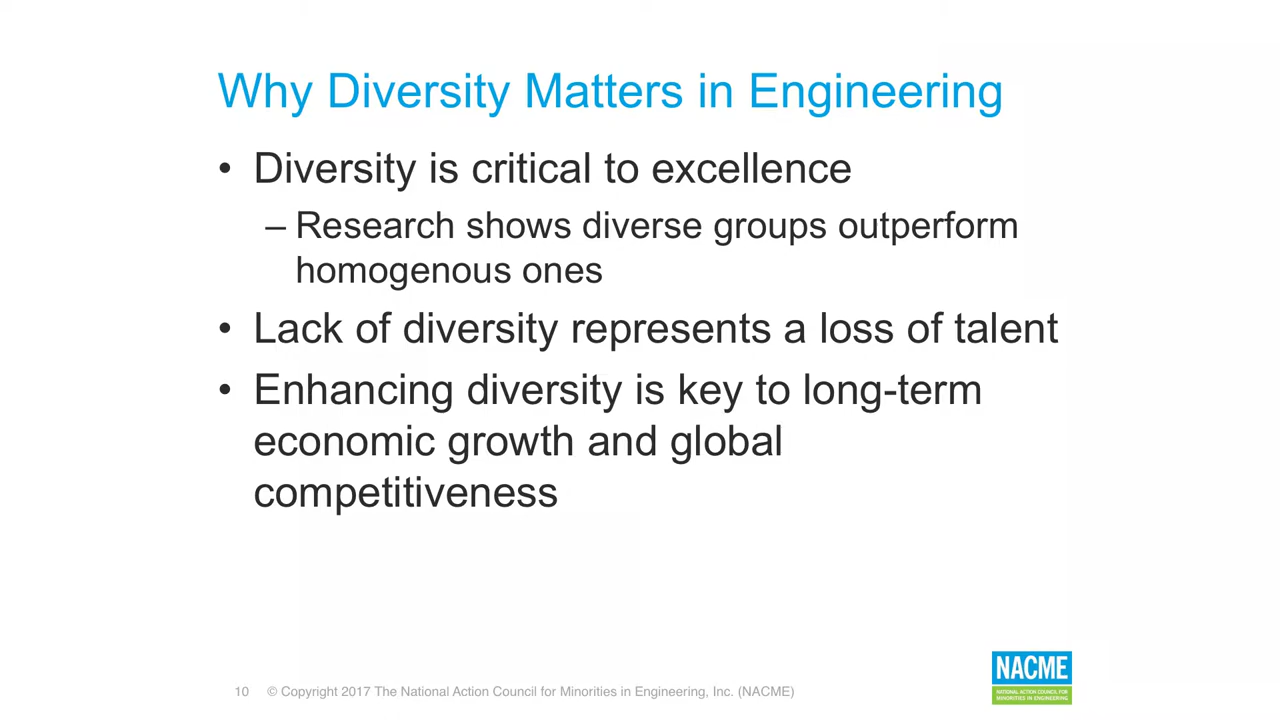 Why Diversity Matters in Engineering
• Diversity is critical to excellence
– Research shows diverse groups outperform
homogenous ones
• Lack of diversity represents a loss of talent
• Enhancing diversity is key to long-term
economic growth and global
competitiveness
NACME
NATIONAL ACTION COUNCIL FOR
MINORITIES IN ENGINEERING
10 © Copyright 2017 The National Action Council for Minorities in Engineering, Inc. (NACME)